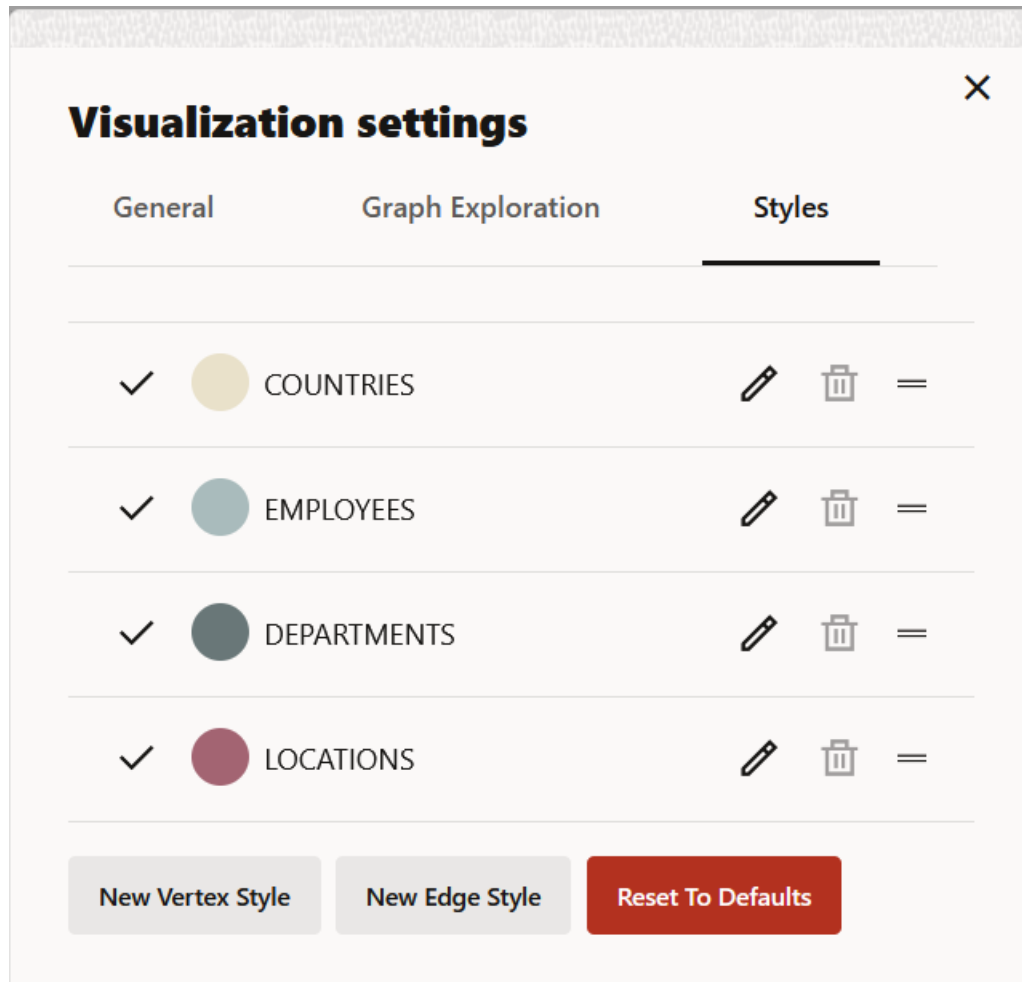 Visualization settings
General Graph Exploration Styles
COUNTRIES
EMPLOYEES
DEPARTMENTS
LOCATIONS
New Vertex Style New Edge Style Reset To Defaults